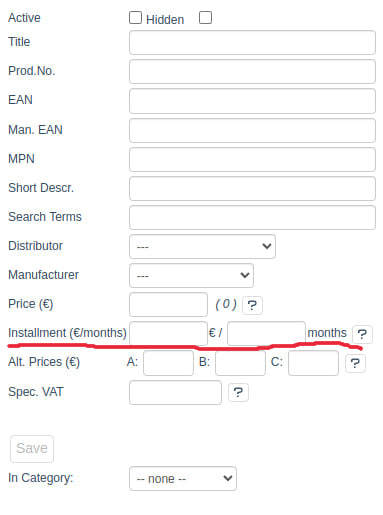 Active Hidden
Title
Prod.No.
EAN
Man. EAN
MPN
Short Descr.
Search Terms
Distributor ---
Manufacturer ---
Price (€) ( 0 ) ?
Installment (€/months) € / months ?
Alt. Prices (€) A: B: C: ?
Spec. VAT ?
Save
In Category: -- none --